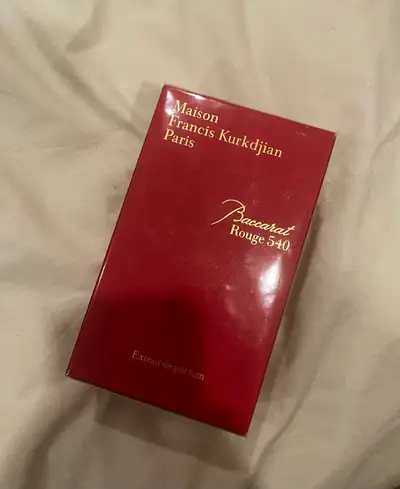 Maison
Francis Kurkdjian
Paris
Baccarat
Rouge 540
Extrait de parfum